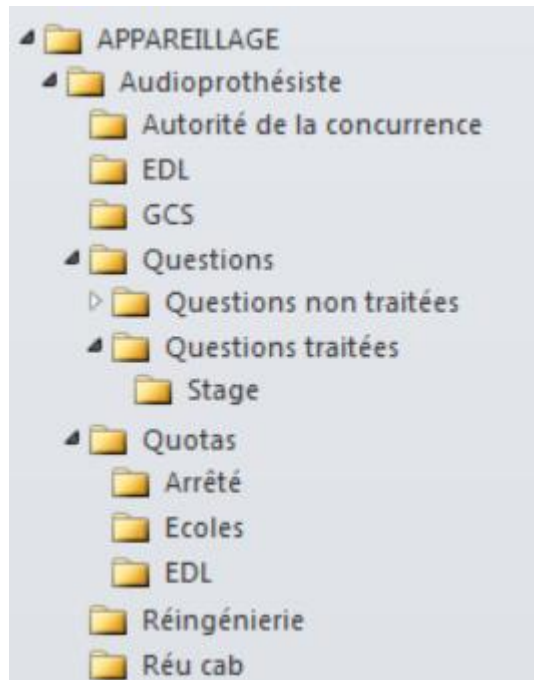 APPAREILLAGE
Audioprothésiste
Autorité de la concurrence
EDL
GCS
Questions
Questions non traitées
Questions traitées
Stage
Quotas
Arrêté
Ecoles
EDL
Réingénierie
Réu cab